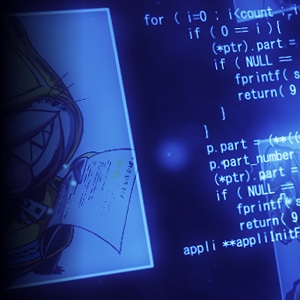 for ( i=0 ; i<count ;
if ( 0 == i ){
(*ptr).part =
if ( NULL ==
fprintf( s
return( 9
}
}
p.part = (**(
p.part_number
(*ptr).part =
if ( NULL =
fprintf( s
return( 9
appli **appliInitF